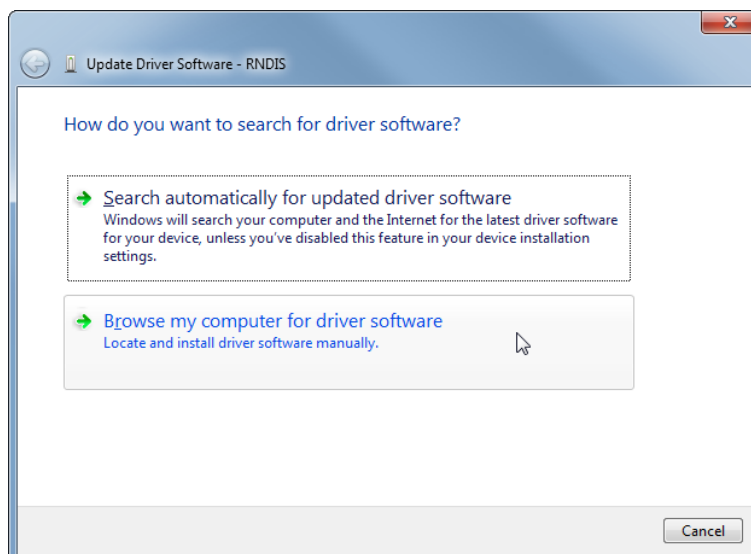 Update Driver Software - RNDIS
How do you want to search for driver software?
Search automatically for updated driver software
Windows will search your computer and the Internet for the latest driver software
for your device, unless you've disabled this feature in your device installation
settings.
Browse my computer for driver software
Locate and install driver software manually.
Cancel